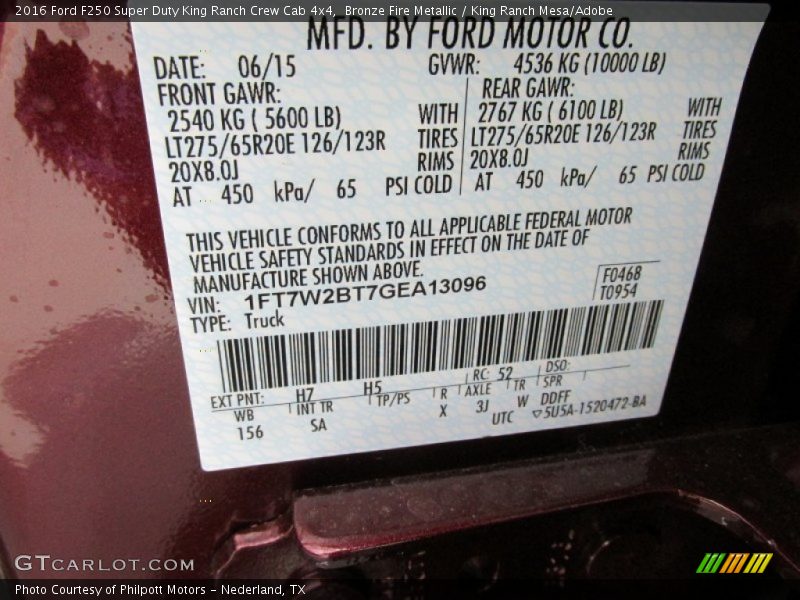 2016 Ford F250 Super Duty King Ranch Crew Cab 4x4, Bronze Fire Metallic / King Ranch Mesa/Adobe
MFD. BY FORD MOTOR CO.
DATE: 06/15 GVWR: 4536 KG (10000 LB)
FRONT GAWR: REAR GAWR:
2540 KG ( 5600 LB) WITH 2767 KG ( 6100 LB) WITH
LT275/65R20E 126/123R TIRES LT275/65R20E 126/123R TIRES
20X8.0J RIMS 20X8.0J RIMS
AT 450 kPa/ 65 PSI COLD AT 450 kPa/ 65 PSI COLD
THIS VEHICLE CONFORMS TO ALL APPLICABLE FEDERAL MOTOR
VEHICLE SAFETY STANDARDS IN EFFECT ON THE DATE OF
MANUFACTURE SHOWN ABOVE.
VIN: 1FT7W2BT7GEA13096 F0468
TYPE: Truck T0954
EXT PNT: H7 H5 RC: 52 DSO:
WB INT TR TP/PS R AXLE TR SPR
156 SA X 3J W DDFF
UTC ▽5U5A-1520472-BA
GTCARLOT.COM
Photo Courtesy of Philpott Motors - Nederland, TX